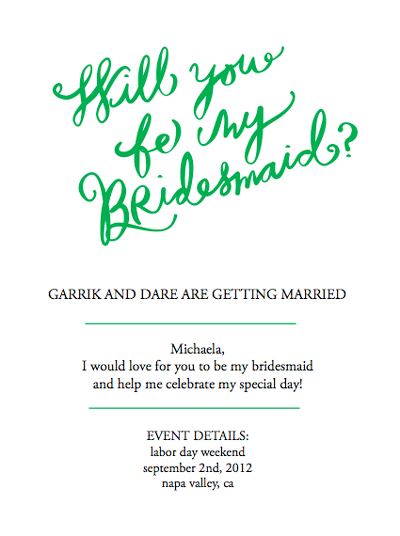 Will you
be my
Bridesmaid?
GARRIK AND DARE ARE GETTING MARRIED
Michaela,
I would love for you to be my bridesmaid
and help me celebrate my special day!
EVENT DETAILS:
labor day weekend
september 2nd, 2012
napa valley, ca